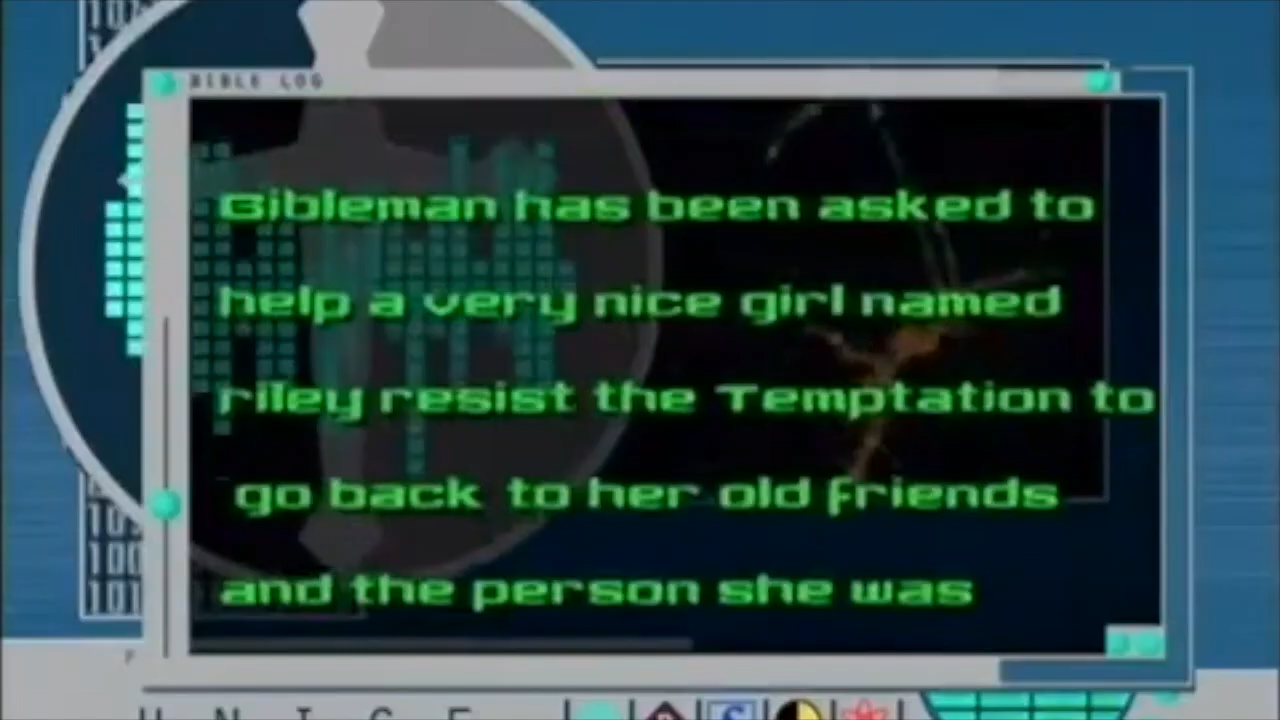 BIBLE LOG
Bibleman has been asked to
help a very nice girl named
riley resist the Temptation to
go back to her old friends
and the person she was
U N I C E